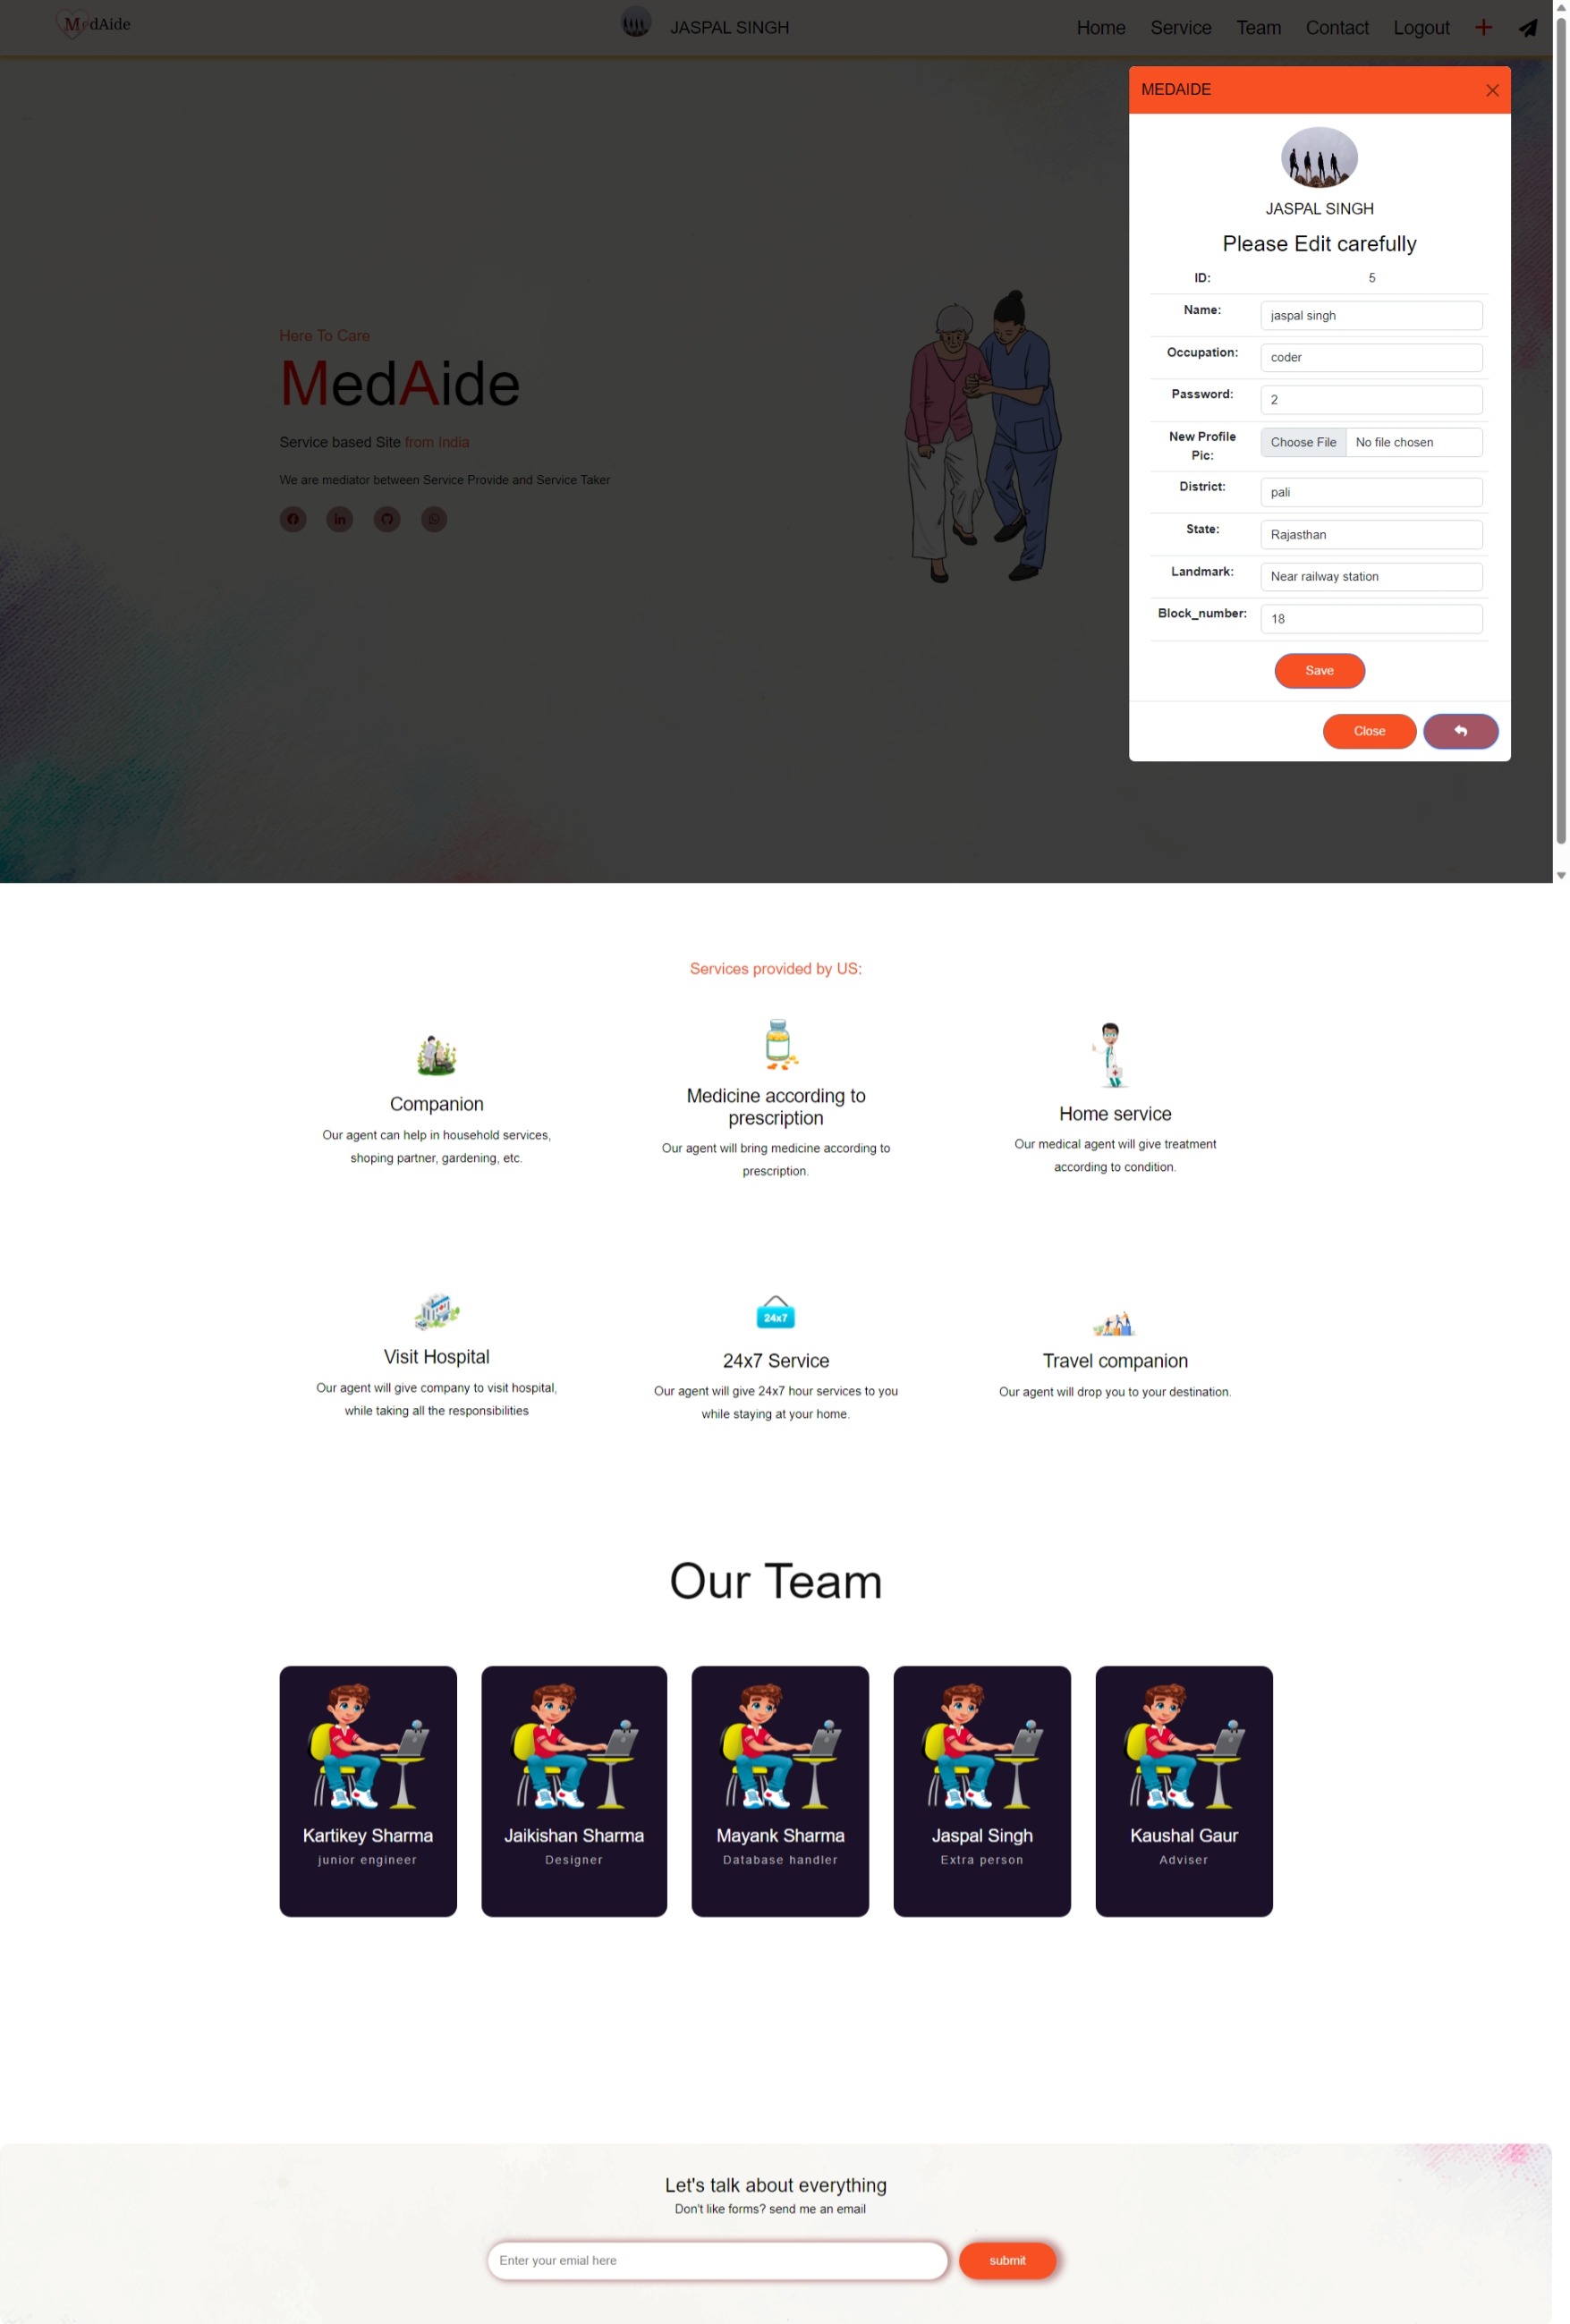 MedAide
JASPAL SINGH
Home Service Team Contact Logout
MEDAIDE
JASPAL SINGH
Please Edit carefully
ID: 5
Name: jaspal singh
Occupation: coder
Password: 2
New Profile
Pic:
Choose File No file chosen
District: pali
State: Rajasthan
Landmark: Near railway station
Block_number: 18
Save
Close
Here To Care
MedAide
Service based Site from India
We are mediator between Service Provide and Service Taker
Services provided by US:
Companion
Our agent can help in household services,
shoping partner, gardening, etc.
Medicine according to
prescription
Our agent will bring medicine according to
prescription.
Home service
Our medical agent will give treatment
according to condition.
Visit Hospital
Our agent will give company to visit hospital,
while taking all the responsibilities
24x7
24x7 Service
Our agent will give 24x7 hour services to you
while staying at your home.
Travel companion
Our agent will drop you to your destination.
Our Team
Kartikey Sharma
junior engineer
Jaikishan Sharma
Designer
Mayank Sharma
Database handler
Jaspal Singh
Extra person
Kaushal Gaur
Adviser
Let's talk about everything
Don't like forms? send me an email
Enter your emial here
submit